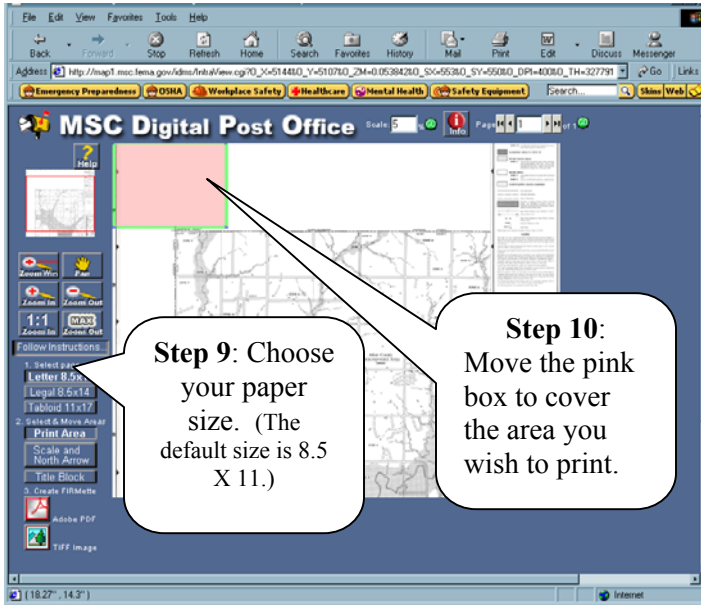 File Edit View Favorites Tools Help
Back Forward Stop Refresh Home Search Favorites History Mail Print Edit Discuss Messenger
Address http://map1.msc.fema.gov/idms/IntraView.cgi?O_X=5144&O_Y=5107&O_ZM=0.053842&O_SX=553&O_SY=550&O_DPI=400&O_TH=327791 Go Links
Emergency Preparedness OSHA Workplace Safety Healthcare Mental Health Safety Equipment Search... Skins Web
MSC Digital Post Office Scale: 5 % GO Info Page 1 of 1 GO
Help
Zoom Win Pan
Zoom In Zoom Out
1:1 MAX
Zoom In Zoom Out
Follow Instructions...
1. Select
Letter 8.5x
Legal 8.5x14
Tabloid 11x17
2. Select & Move Areas
Print Area
Scale and
North Arrow
Title Block
3. Create FIRMette
Adobe PDF
TIFF Image
Step 9: Choose
your paper
size. (The
default size is 8.5
X 11.)
Step 10:
Move the pink
box to cover
the area you
wish to print.
( 18.27" , 14.3" ) Internet